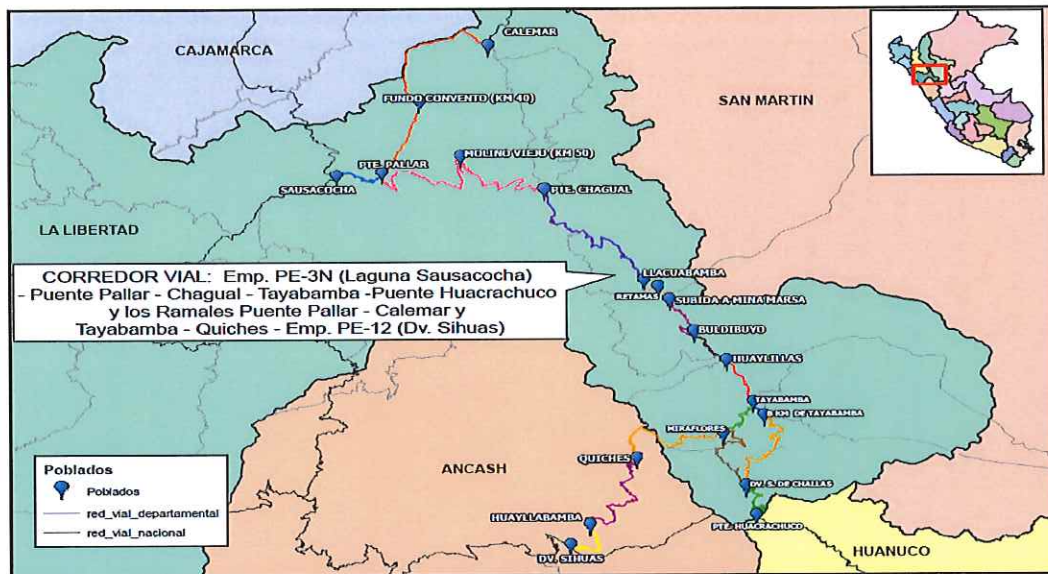 CAJAMARCA
CALEMAR
SAN MARTIN
FUNDO CONVENTO (KM 40)
MOLINO VIEJO (KM 50)
PTE. PALLAR
SAUSACOCHA
PTE. CHAGUAL
LA LIBERTAD
CORREDOR VIAL: Emp. PE-3N (Laguna Sausacocha)
- Puente Pallar - Chagual - Tayabamba -Puente Huacrachuco
y los Ramales Puente Pallar - Calemar y
Tayabamba - Quiches - Emp. PE-12 (Dv. Sihuas)
LLACUABAMBA
RETAMAS
SUBIDA A MINA MARSA
BULDIBUYO
HUAYLILLAS
TAYABAMBA
8 KM DE TAYABAMBA
MIRAFLORES
QUICHES
ANCASH
DV. S. DE CHALLAS
PTE. HUACRACHUCO
HUAYLLABAMBA
DV. SIHUAS
HUANUCO
Poblados
Poblados
red_vial_departamental
red_vial_nacional